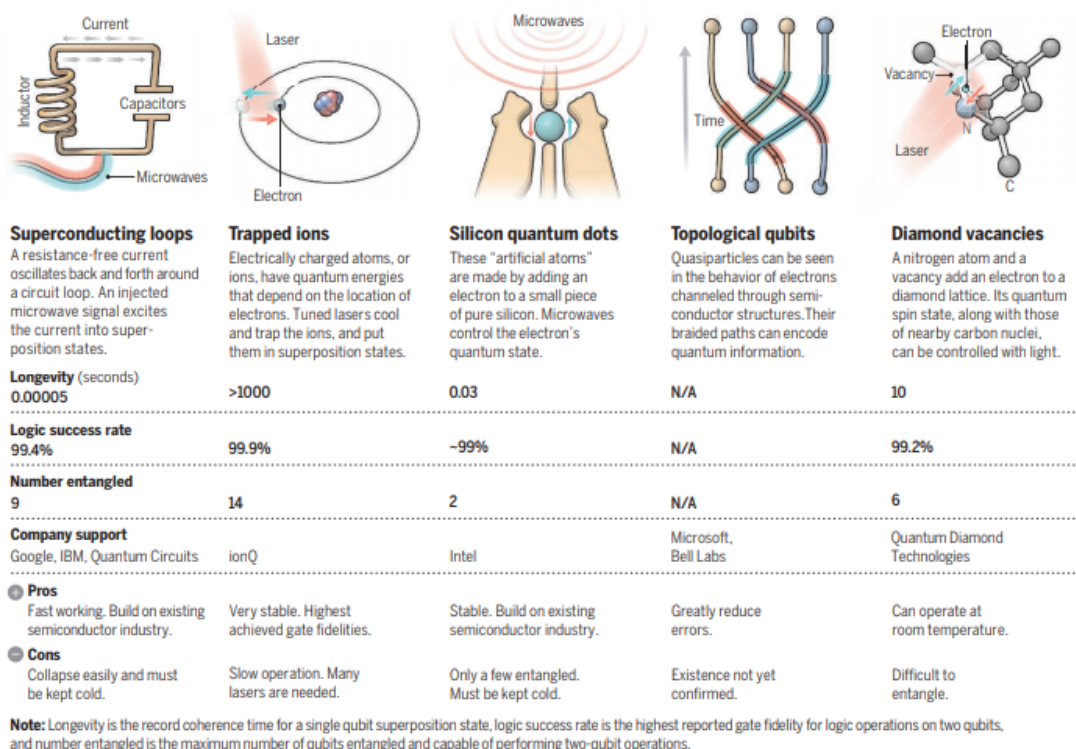 Current
Inductor
Capacitors
Microwaves
Laser
Electron
Microwaves
Time
Electron
Vacancy
N
Laser
C
Superconducting loops
A resistance-free current
oscillates back and forth around
a circuit loop. An injected
microwave signal excites
the current into super-
position states.
Trapped ions
Electrically charged atoms, or
ions, have quantum energies
that depend on the location of
electrons. Tuned lasers cool
and trap the ions, and put
them in superposition states.
Silicon quantum dots
These “artificial atoms”
are made by adding an
electron to a small piece
of pure silicon. Microwaves
control the electron’s
quantum state.
Topological qubits
Quasiparticles can be seen
in the behavior of electrons
channeled through semi-
conductor structures.Their
braided paths can encode
quantum information.
Diamond vacancies
A nitrogen atom and a
vacancy add an electron to a
diamond lattice. Its quantum
spin state, along with those
of nearby carbon nuclei,
can be controlled with light.
Longevity (seconds)
0.00005 >1000 0.03 N/A 10
Logic success rate
99.4% 99.9% ~99% N/A 99.2%
Number entangled
9 14 2 N/A 6
Company support
Google, IBM, Quantum Circuits
ionQ
Intel
Microsoft,
Bell Labs
Quantum Diamond
Technologies
Pros
Fast working. Build on existing
semiconductor industry.
Very stable. Highest
achieved gate fidelities.
Stable. Build on existing
semiconductor industry.
Greatly reduce
errors.
Can operate at
room temperature.
Cons
Collapse easily and must
be kept cold.
Slow operation. Many
lasers are needed.
Only a few entangled.
Must be kept cold.
Existence not yet
confirmed.
Difficult to
entangle.
Note: Longevity is the record coherence time for a single qubit superposition state, logic success rate is the highest reported gate fidelity for logic operations on two qubits,
and number entangled is the maximum number of qubits entangled and capable of performing two-qubit operations.